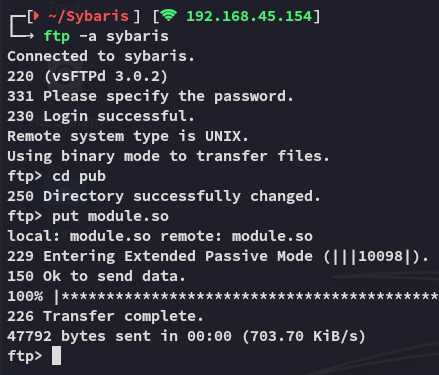 [ ~/Sybaris ] [ 192.168.45.154]
ftp -a sybaris
Connected to sybaris.
220 (vsFTPd 3.0.2)
331 Please specify the password.
230 Login successful.
Remote system type is UNIX.
Using binary mode to transfer files.
ftp> cd pub
250 Directory successfully changed.
ftp> put module.so
local: module.so remote: module.so
229 Entering Extended Passive Mode (|||10098|).
150 Ok to send data.
100% |*****************************************
226 Transfer complete.
47792 bytes sent in 00:00 (703.70 KiB/s)
ftp>